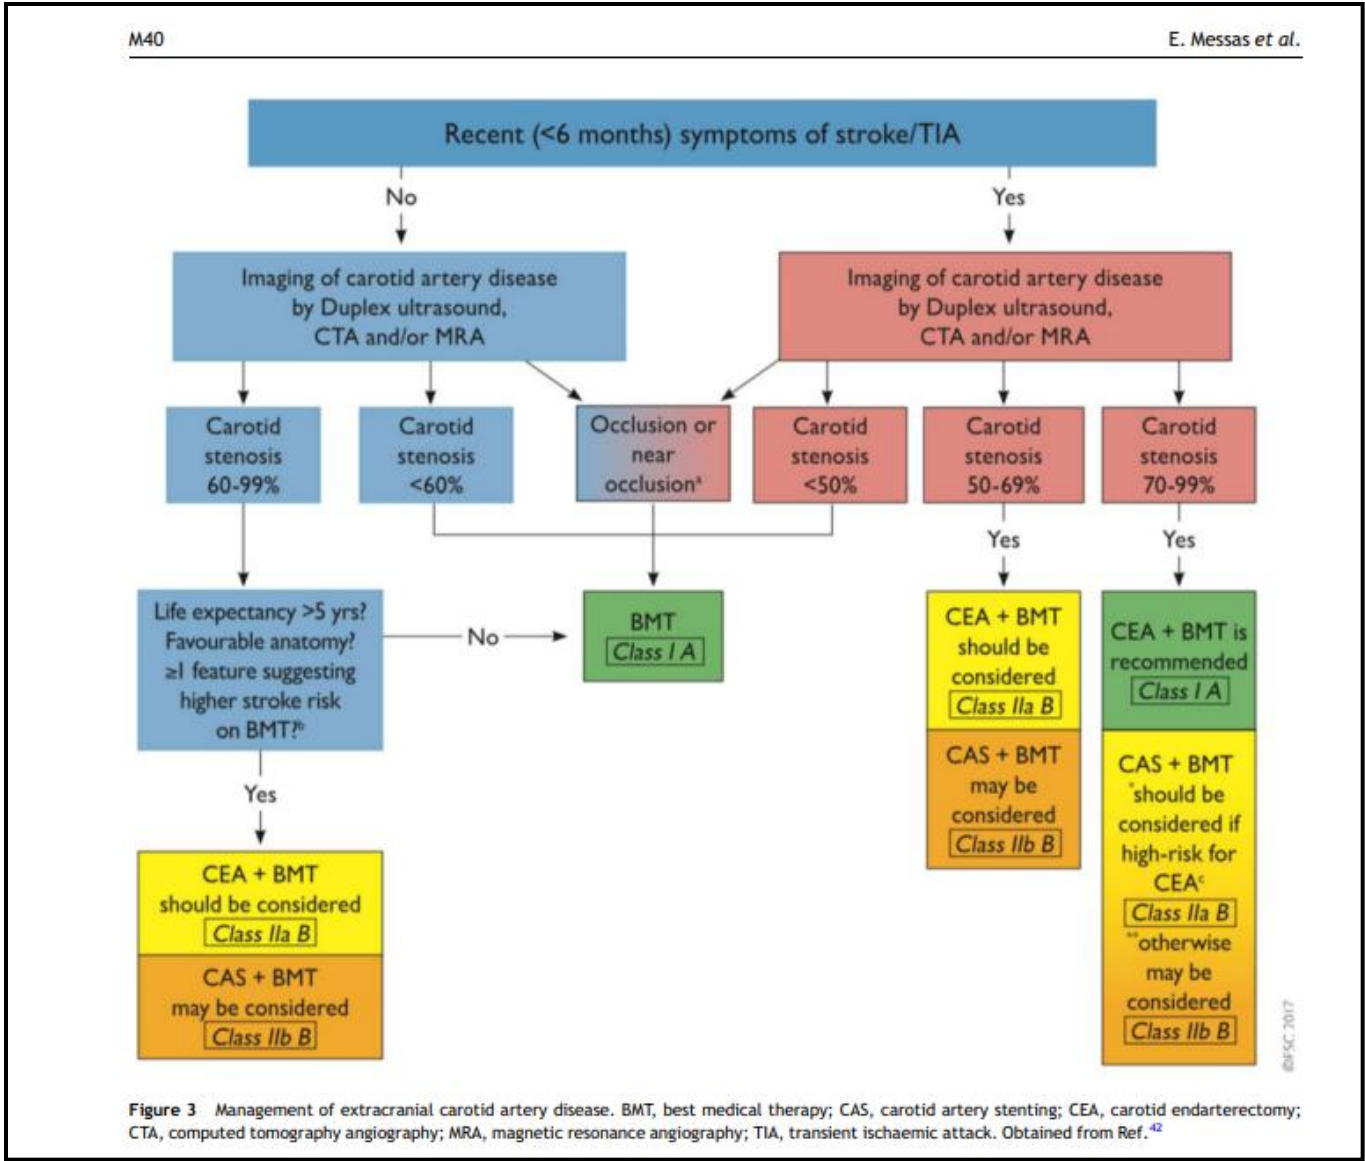 M40
E. Messas et al.
Recent (<6 months) symptoms of stroke/TIA
No
Yes
Imaging of carotid artery disease
by Duplex ultrasound,
CTA and/or MRA
Imaging of carotid artery disease
by Duplex ultrasound,
CTA and/or MRA
Carotid
stenosis
60-99%
Carotid
stenosis
<60%
Occlusion or
near
occlusionᵃ
Carotid
stenosis
<50%
Carotid
stenosis
50-69%
Carotid
stenosis
70-99%
Yes
Yes
Life expectancy >5 yrs?
Favourable anatomy?
≥1 feature suggesting
higher stroke risk
on BMT?ᵇ
No
BMT
Class I A
CEA + BMT
should be
considered
Class IIa B
CAS + BMT
may be
considered
Class IIb B
CEA + BMT is
recommended
Class I A
CAS + BMT
*should be
considered if
high-risk for
CEAᶜ
Class IIa B
**otherwise
may be
considered
Class IIb B
Yes
CEA + BMT
should be considered
Class IIa B
CAS + BMT
may be considered
Class IIb B
©ESC 2017
Figure 3 Management of extracranial carotid artery disease. BMT, best medical therapy; CAS, carotid artery stenting; CEA, carotid endarterectomy;
CTA, computed tomography angiography; MRA, magnetic resonance angiography; TIA, transient ischaemic attack. Obtained from Ref.⁴²